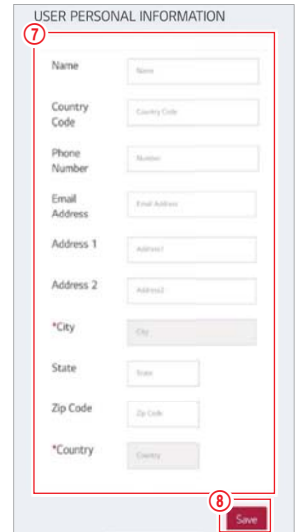 USER PERSONAL INFORMATION
7
Name
Name
Country
Code
Country Code
Phone
Number
Number
Email
Address
Email Address
Address 1
Address1
Address 2
Address2
*City
City
State
State
Zip Code
Zip Code
*Country
Country
8
Save